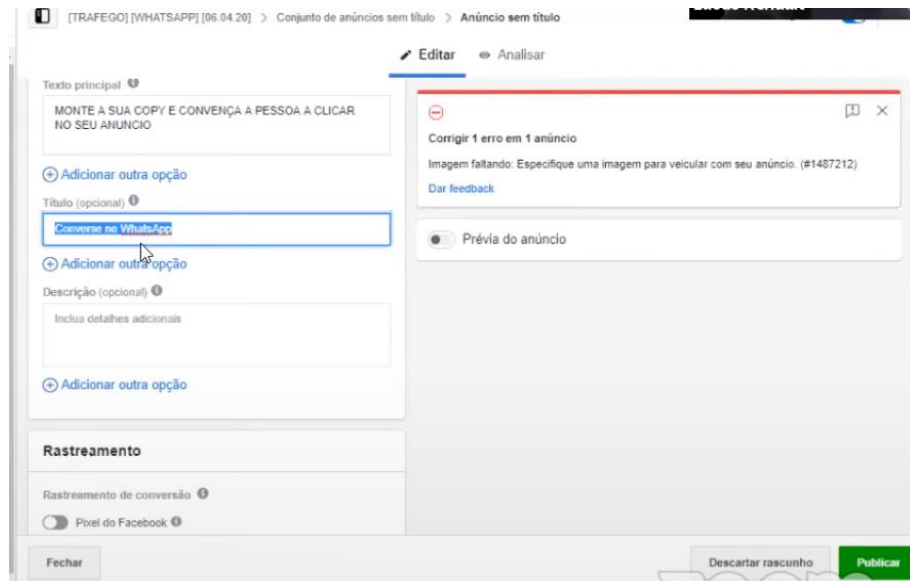 [TRAFEGO] [WHATSAPP] [06.04.20] > Conjunto de anúncios sem título > Anúncio sem título
Editar Analisar
Texto principal
MONTE A SUA COPY E CONVENÇA A PESSOA A CLICAR
NO SEU ANUNCIO
Adicionar outra opção
Título (opcional)
Converse no WhatsApp
Adicionar outra opção
Descrição (opcional)
Inclua detalhes adicionais
Adicionar outra opção
Rastreamento
Rastreamento de conversão
Pixel do Facebook
Corrigir 1 erro em 1 anúncio
Imagem faltando: Especifique uma imagem para veicular com seu anúncio. (#1487212)
Dar feedback
Prévia do anúncio
Fechar
Descartar rascunho
Publicar